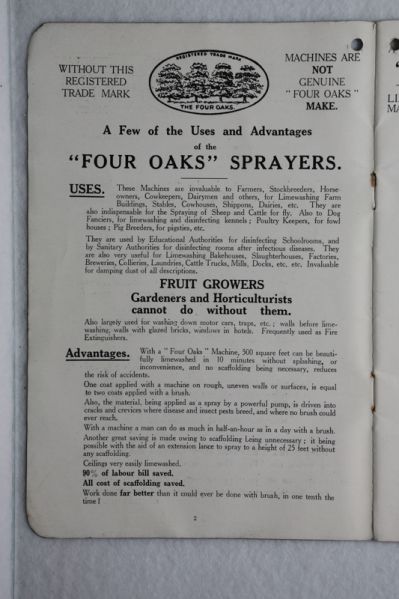 WITHOUT THIS
REGISTERED
TRADE MARK
REGISTERED TRADE MARK
THE FOUR OAKS.
MACHINES ARE
NOT
GENUINE
"FOUR OAKS"
MAKE.
A Few of the Uses and Advantages
of the
"FOUR OAKS" SPRAYERS.
USES. These Machines are invaluable to Farmers, Stockbreeders, Horse-
owners, Cowkeepers, Dairymen and others, for Limewashing Farm
Buildings, Stables, Cowhouses, Shippons, Dairies, etc. They are
also indispensable for the Spraying of Sheep and Cattle for fly. Also to Dog
Fanciers, for limewashing and disinfecting kennels; Poultry Keepers, for fowl
houses; Pig Breeders, for pigsties, etc.
They are used by Educational Authorities for disinfecting Schoolrooms, and
by Sanitary Authorities for disinfecting rooms after infectious diseases. They
are also very useful for Limewashing Bakehouses, Slaughterhouses, Factories,
Breweries, Collieries, Laundries, Cattle Trucks, Mills, Docks, etc. etc. Invaluable
for damping dust of all descriptions.
FRUIT GROWERS
Gardeners and Horticulturists
cannot do without them.
Also largely used for washing down motor cars, traps, etc.; walls before lime-
washing, walls with glazed bricks, windows in hotels. Frequently used as Fire
Extinguishers.
Advantages. With a "Four Oaks" Machine, 500 square feet can be beauti-
fully limewashed in 10 minutes without splashing, or
inconvenience, and no scaffolding being necessary, reduces
the risk of accidents.
One coat applied with a machine on rough, uneven walls or surfaces, is equal
to two coats applied with a brush.
Also, the material, being applied as a spray by a powerful pump, is driven into
cracks and crevices where disease and insect pests breed, and where no brush could
ever reach.
With a machine a man can do as much in half-an-hour as in a day with a brush.
Another great saving is made owing to scaffolding being unnecessary; it being
possible with the aid of an extension lance to spray to a height of 25 feet without
any scaffolding.
Ceilings very easily limewashed.
90% of labour bill saved.
All cost of scaffolding saved.
Work done far better than it could ever be done with brush, in one tenth the
time!
2